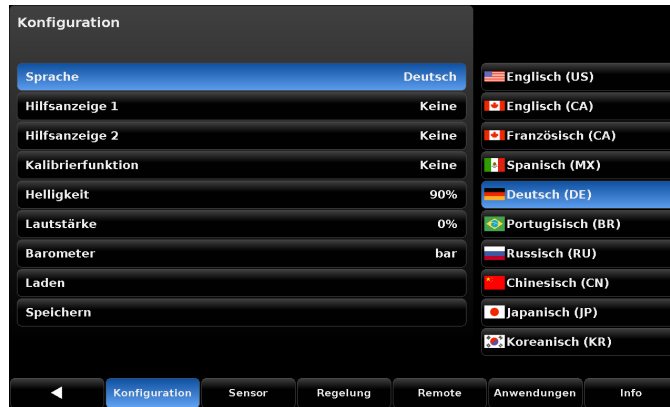 Konfiguration
Sprache Deutsch
Hilfsanzeige 1 Keine
Hilfsanzeige 2 Keine
Kalibrierfunktion Keine
Helligkeit 90%
Lautstärke 0%
Barometer bar
Laden
Speichern
Englisch (US)
Englisch (CA)
Französisch (CA)
Spanisch (MX)
Deutsch (DE)
Portugisisch (BR)
Russisch (RU)
Chinesisch (CN)
Japanisch (JP)
Koreanisch (KR)
Konfiguration Sensor Regelung Remote Anwendungen Info